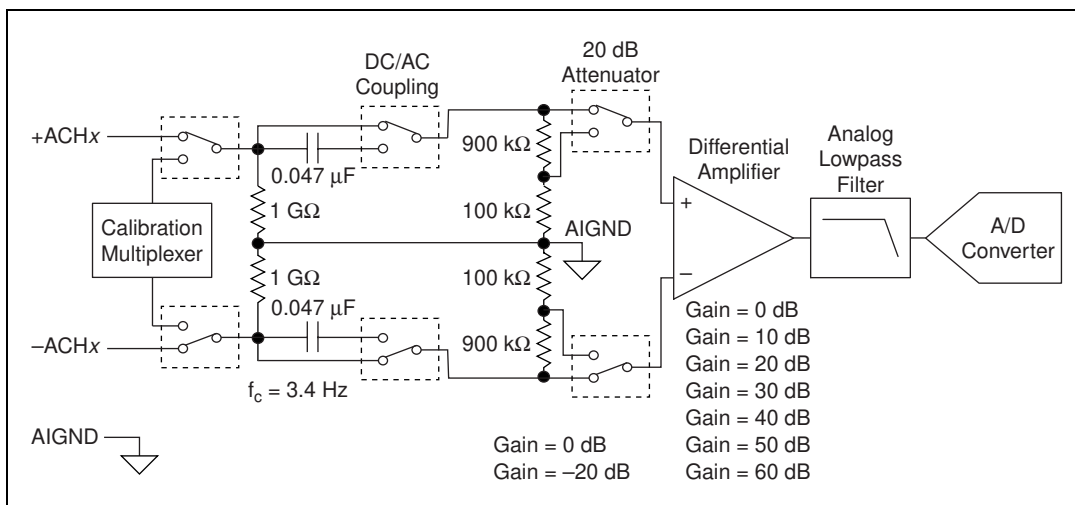 DC/AC
Coupling
20 dB
Attenuator
+ACHx
0.047 µF
1 GΩ
900 kΩ
100 kΩ
Differential
Amplifier
Analog
Lowpass
Filter
Calibration
Multiplexer
AIGND
+
−
A/D
Converter
1 GΩ
0.047 µF
100 kΩ
900 kΩ
–ACHx
fc = 3.4 Hz
Gain = 0 dB
Gain = 10 dB
Gain = 20 dB
Gain = 30 dB
Gain = 40 dB
Gain = 50 dB
Gain = 60 dB
AIGND
Gain = 0 dB
Gain = –20 dB